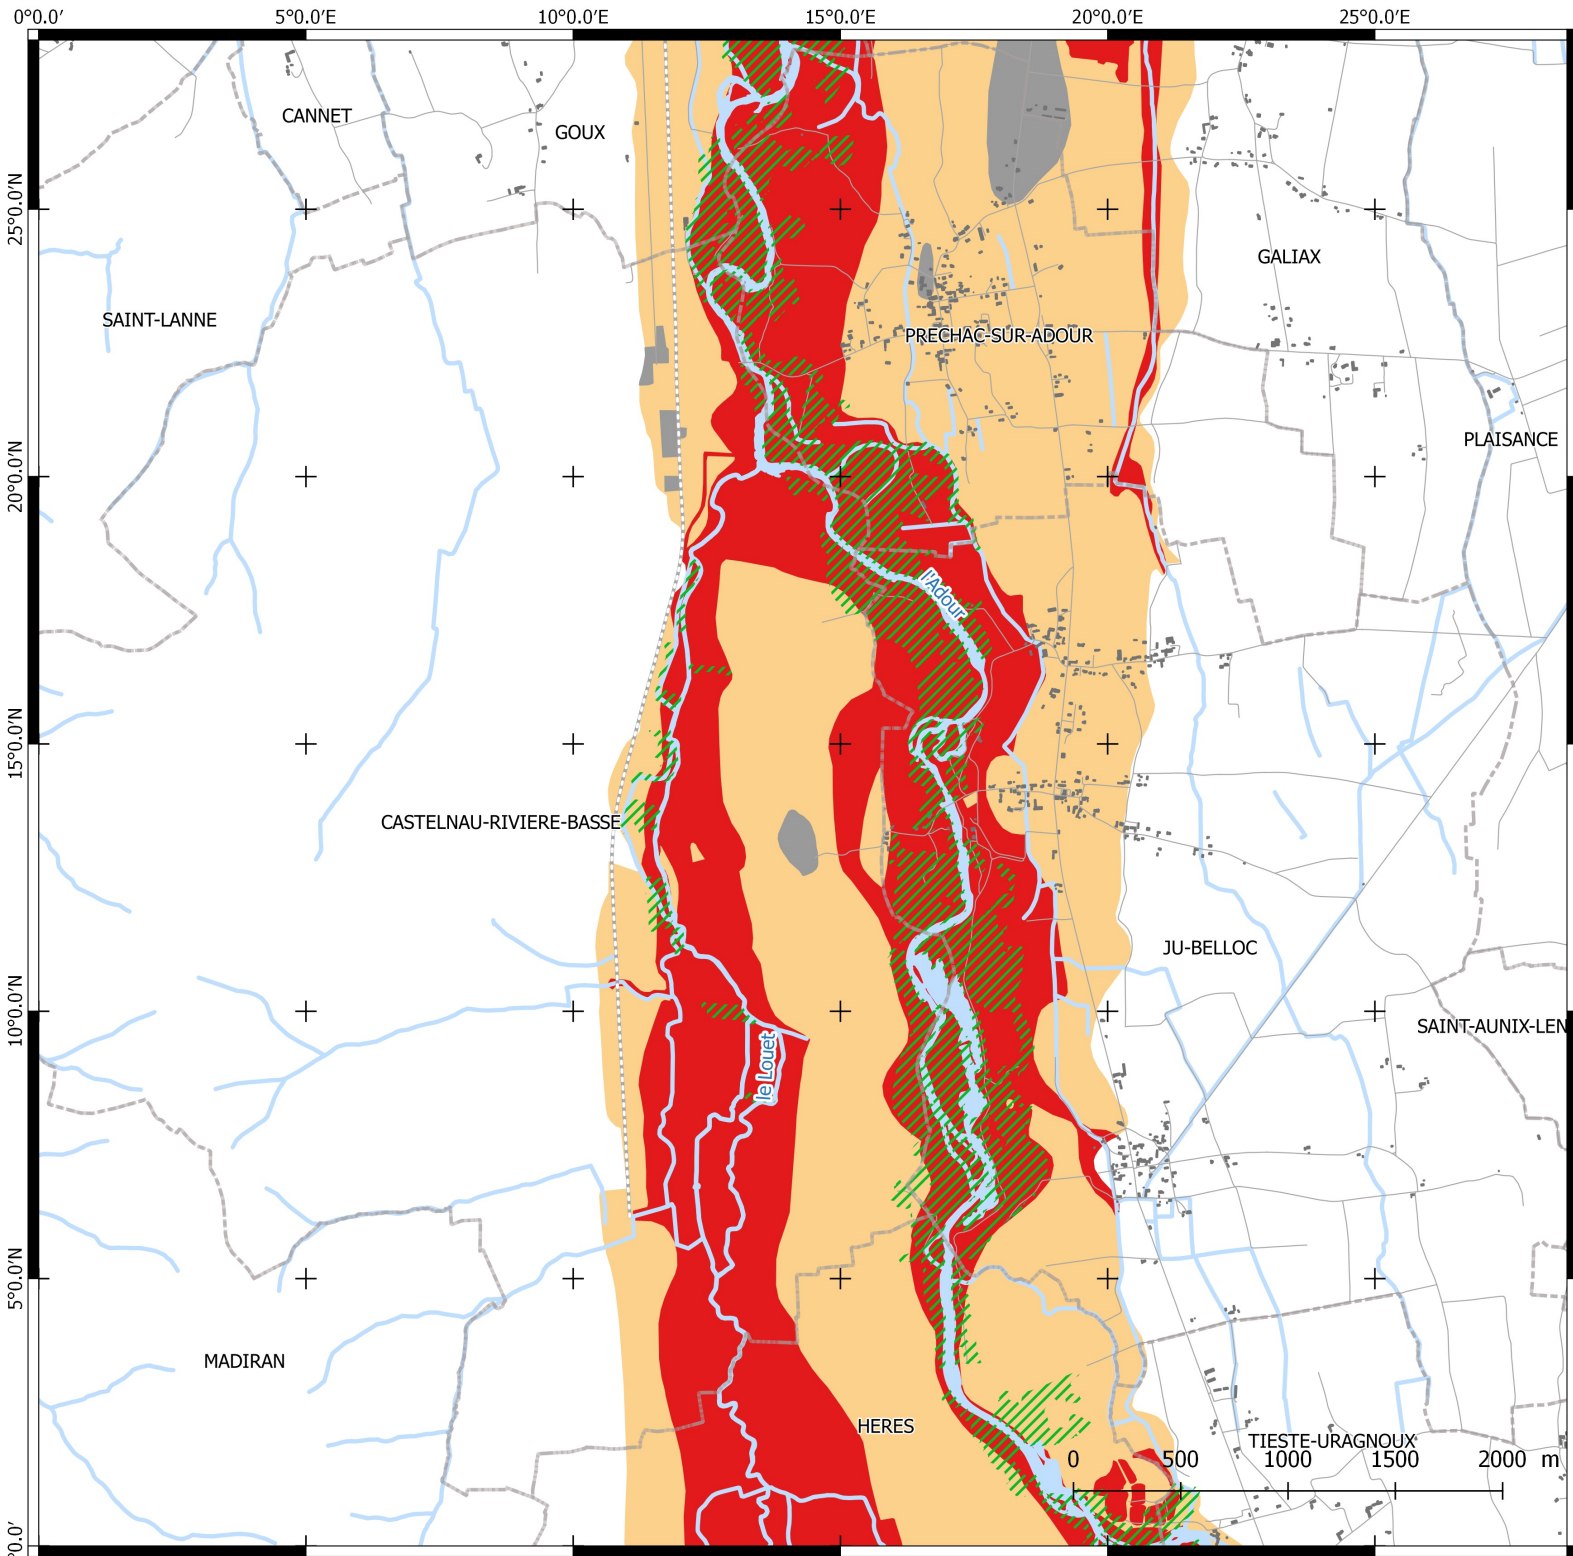 0°0.0′ 5°0.0′E 10°0.0′E 15°0.0′E 20°0.0′E 25°0.0′E
CANNET
GOUX
25°0.0′N
GALIAX
SAINT-LANNE
PRECHAC-SUR-ADOUR
PLAISANCE
20°0.0′N
l'Adour
15°0.0′N
CASTELNAU-RIVIERE-BASSE
JU-BELLOC
10°0.0′N
SAINT-AUNIX-LEN
le Louet
5°0.0′N
MADIRAN
HERES
TIESTE-URAGNOUX
0 500 1000 1500 2000 m